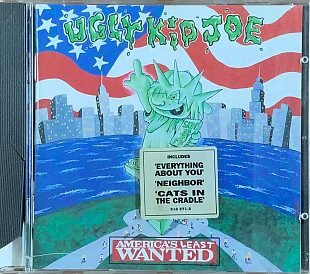 UGLY KID JOE
INCLUDES
'EVERYTHING
ABOUT YOU'
'NEIGHBOR'
'CATS IN
THE CRADLE'
AMERICA'S LEAST
WANTED